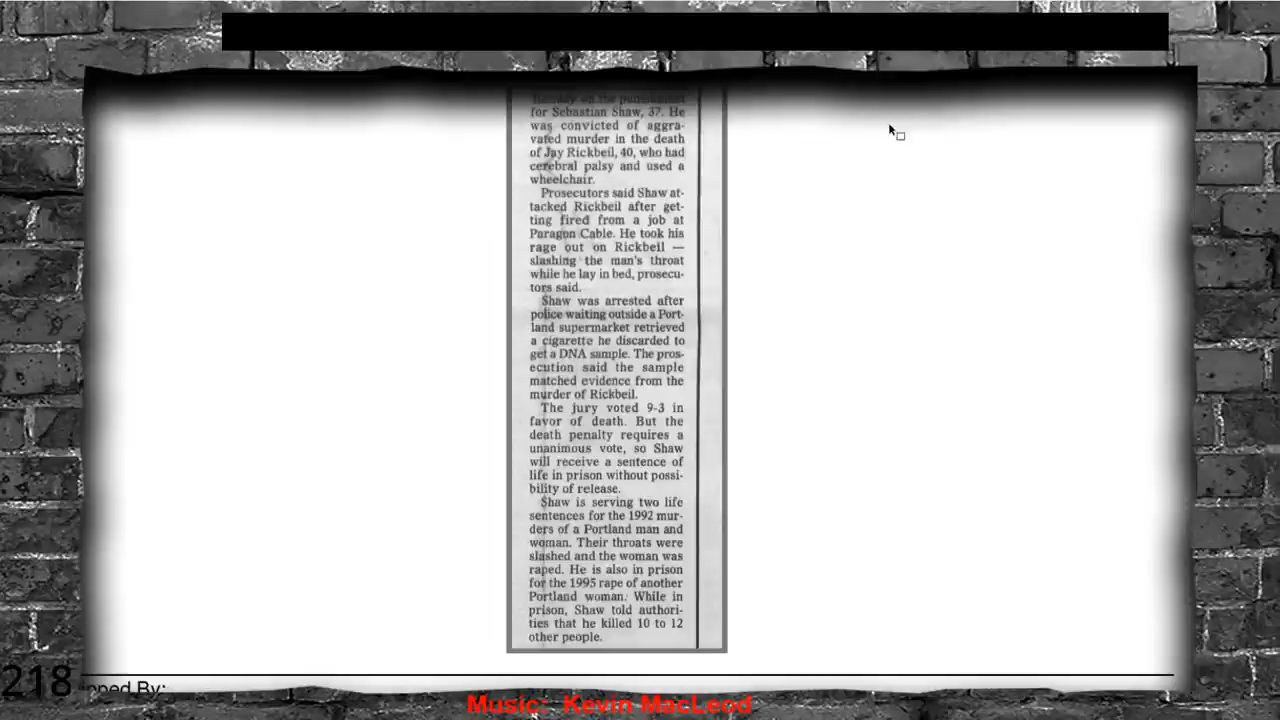 for Sebastian Shaw, 37. He
was convicted of aggra-
vated murder in the death
of Jay Rickbeil, 40, who had
cerebral palsy and used a
wheelchair.
Prosecutors said Shaw at-
tacked Rickbeil after get-
ting fired from a job at
Paragon Cable. He took his
rage out on Rickbeil —
slashing the man's throat
while he lay in bed, prosecu-
tors said.
Shaw was arrested after
police waiting outside a Port-
land supermarket retrieved
a cigarette he discarded to
get a DNA sample. The pros-
ecution said the sample
matched evidence from the
murder of Rickbeil.
The jury voted 9-3 in
favor of death. But the
death penalty requires a
unanimous vote, so Shaw
will receive a sentence of
life in prison without possi-
bility of release.
Shaw is serving two life
sentences for the 1992 mur-
ders of a Portland man and
woman. Their throats were
slashed and the woman was
raped. He is also in prison
for the 1995 rape of another
Portland woman. While in
prison, Shaw told authori-
ties that he killed 10 to 12
other people.
218
By:
Music: Kevin MacLeod